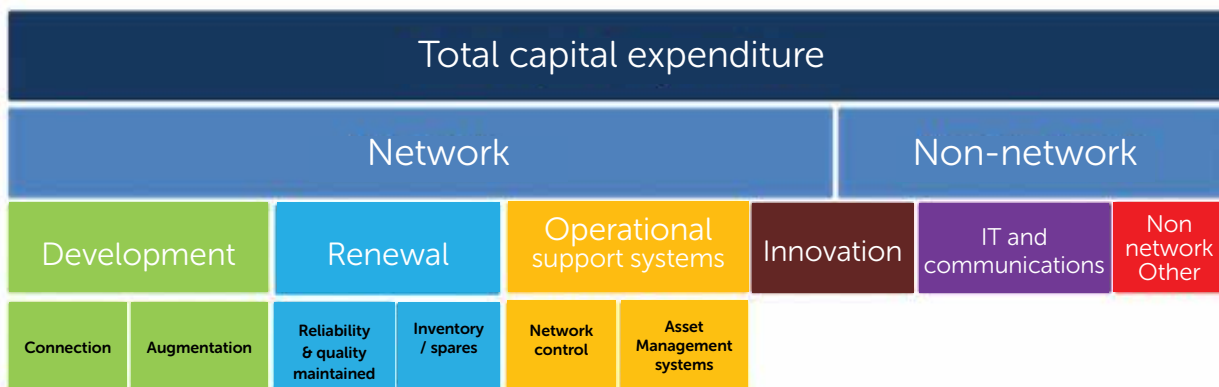 Total capital expenditure
Network
Non-network
Development
Renewal
Operational
support systems
Innovation
IT and
communications
Non
network
Other
Connection
Augmentation
Reliability
& quality
maintained
Inventory
/ spares
Network
control
Asset
Management
systems